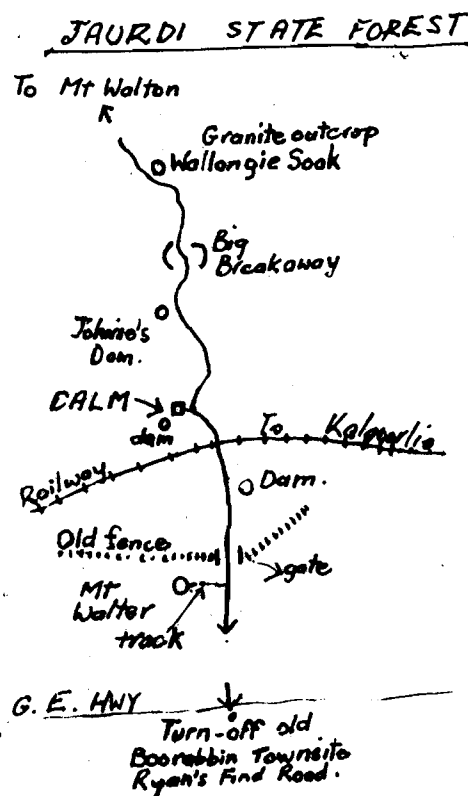 JAURDI STATE FOREST
To Mt Walton
Granite outcrop
Wallongie Soak
Big
Breakaway
Johnie's
Dam.
CALM
dam
To Kalgoorlie
Railway
Dam.
Old fence
gate
Mt
Walter
track
G. E. HWY
Turn-off old
Boorabbin Townsite
Ryan's Find Road.